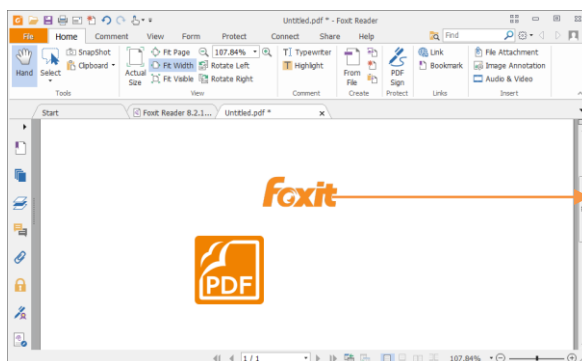 Untitled.pdf * - Foxit Reader
File Home Comment View Form Protect Connect Share Help Find
SnapShot Fit Page 107.84% Typewriter Link File Attachment
Clipboard Fit Width Rotate Left Highlight Bookmark Image Annotation
Hand Select Actual Size Fit Visible Rotate Right From File PDF Sign Audio & Video
Tools View Comment Create Protect Links Insert
Start Foxit Reader 8.2.1... Untitled.pdf * x
Foxit
PDF
1 / 1 107.84%